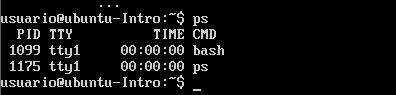 ...
usuario@ubuntu-Intro:~$ ps
  PID TTY          TIME CMD
 1099 tty1     00:00:00 bash
 1175 tty1     00:00:00 ps
usuario@ubuntu-Intro:~$ _